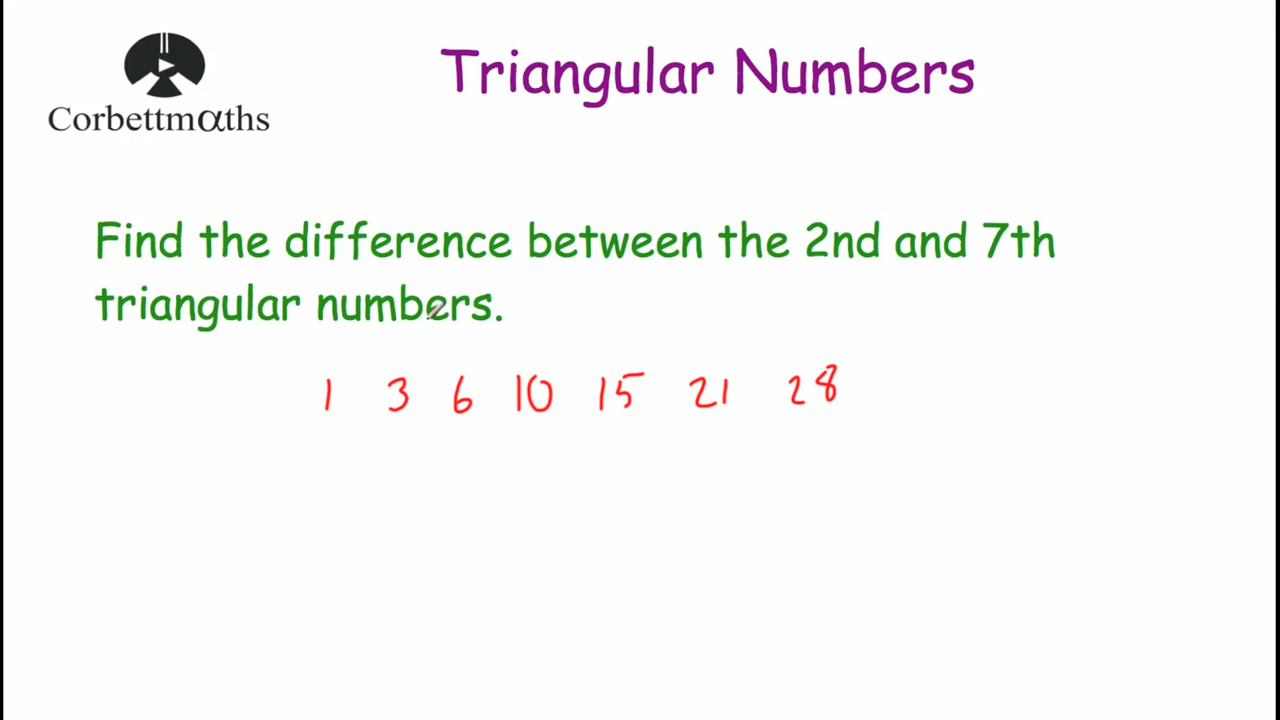 Triangular Numbers
Corbettmαths
Find the difference between the 2nd and 7th
triangular numbers.
1 3 6 10 15 21 28